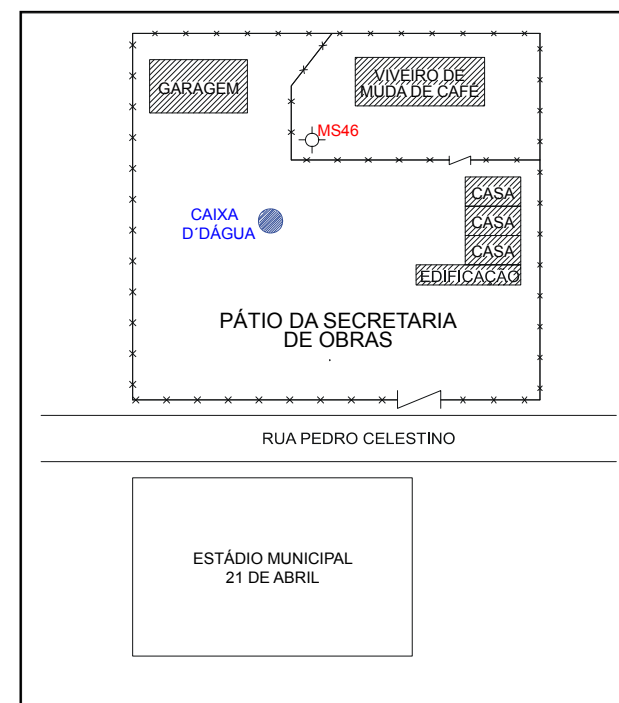 GARAGEM
VIVEIRO DE
MUDA DE CAFÉ
MS46
CASA
CASA
CASA
EDIFICAÇÃO
CAIXA
D´DÁGUA
PÁTIO DA SECRETARIA
DE OBRAS
RUA PEDRO CELESTINO
ESTÁDIO MUNICIPAL
21 DE ABRIL